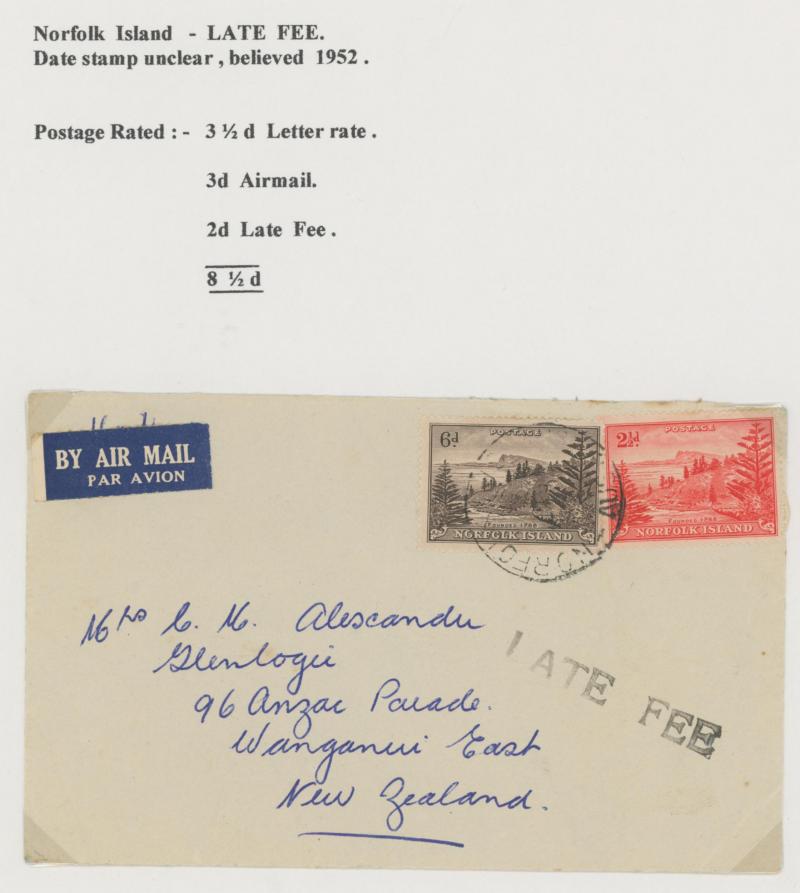 Norfolk Island - LATE FEE.
Date stamp unclear , believed 1952 .
Postage Rated : - 3 ½ d Letter rate .
3d Airmail.
2d Late Fee .
8 ½ d
BY AIR MAIL
PAR AVION
6d
POSTAGE
FOUNDED 1788
NORFOLK ISLAND
2½d
POSTAGE
FOUNDED 1788
NORFOLK ISLAND
Mrs C. M. Alexander
Glenlogie
96 Anzac Parade.
Wanganui East
New Zealand.
LATE FEE